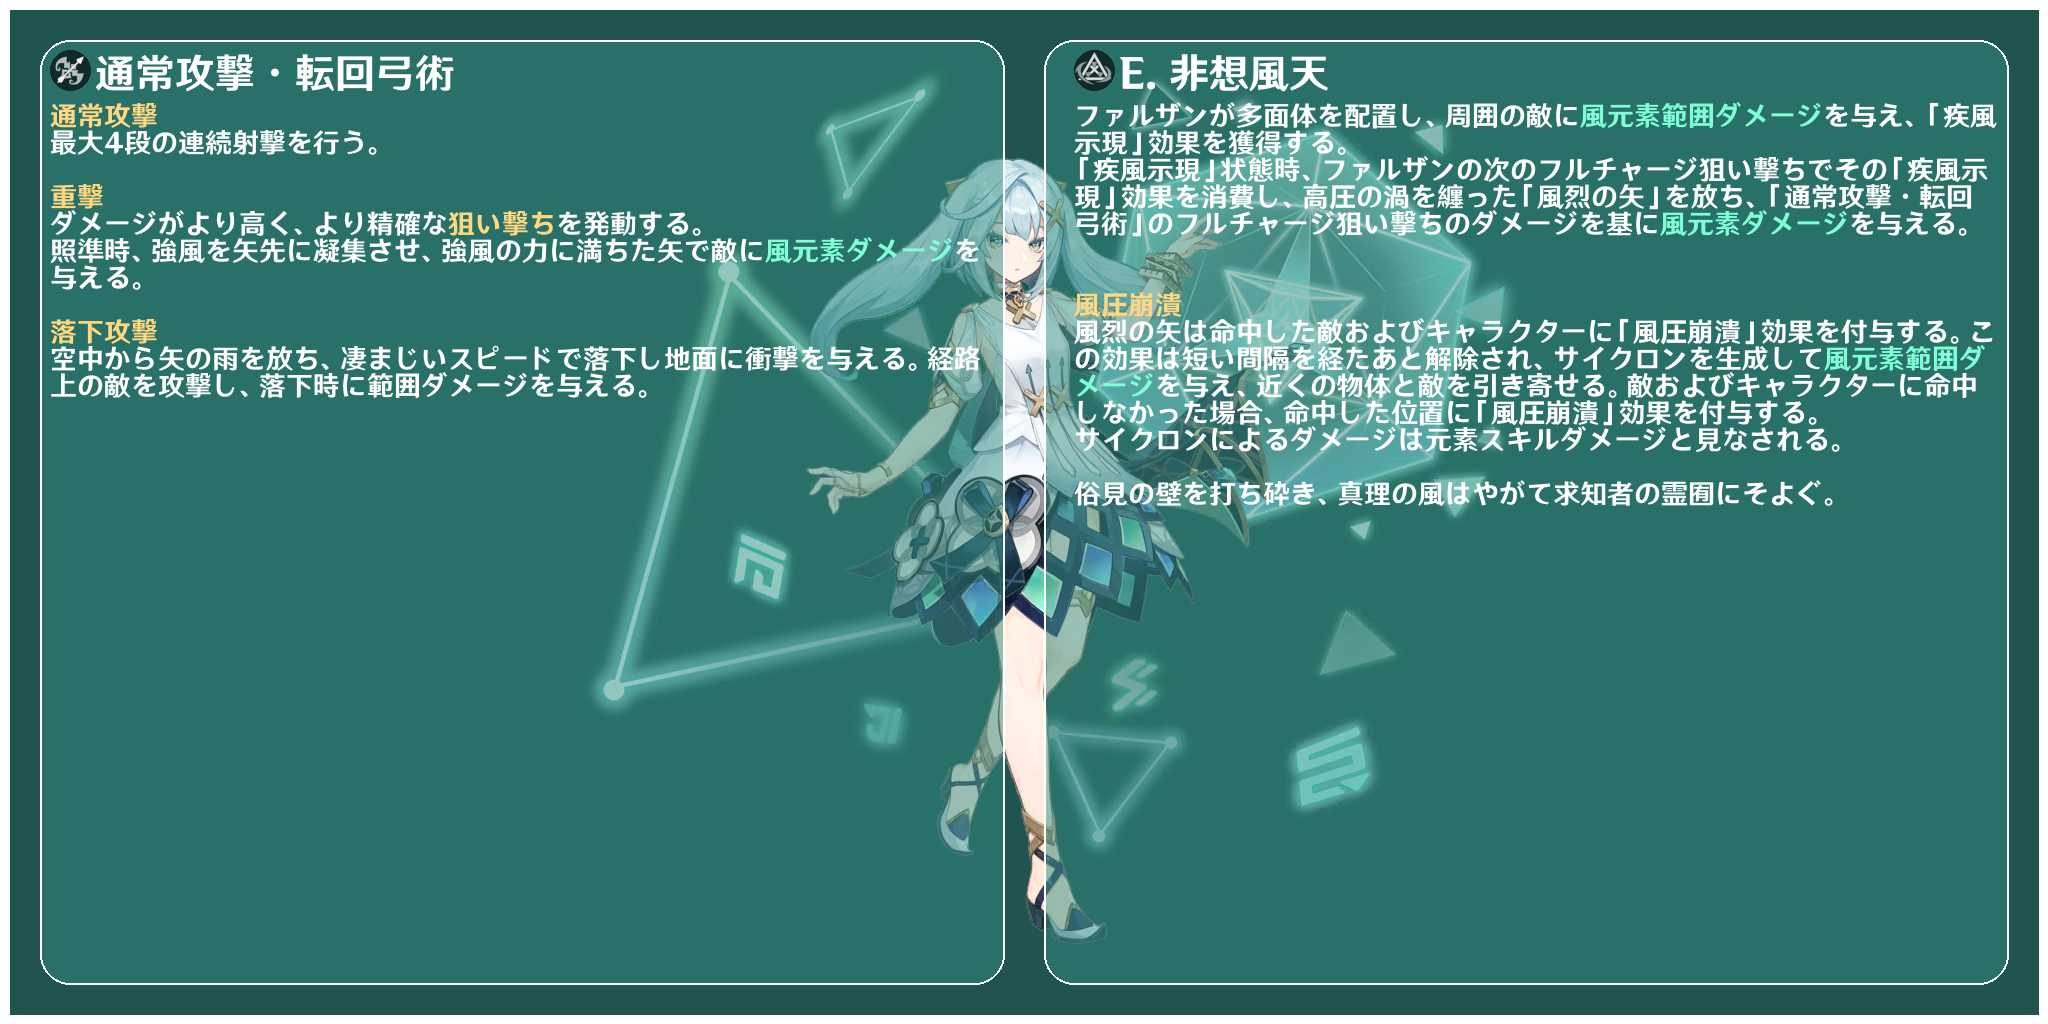 通常攻撃・転回弓術
通常攻撃
最大4段の連続射撃を行う。
重撃
ダメージがより高く、より精確な狙い撃ちを発動する。
照準時、強風を矢先に凝集させ、強風の力に満ちた矢で敵に風元素ダメージを
与える。
落下攻撃
空中から矢の雨を放ち、凄まじいスピードで落下し地面に衝撃を与える。経路
上の敵を攻撃し、落下時に範囲ダメージを与える。
E. 非想風天
ファルザンが多面体を配置し、周囲の敵に風元素範囲ダメージを与え、「疾風
示現」効果を獲得する。
「疾風示現」状態時、ファルザンの次のフルチャージ狙い撃ちでその「疾風示
現」効果を消費し、高圧の渦を纏った「風烈の矢」を放ち、「通常攻撃・転回
弓術」のフルチャージ狙い撃ちのダメージを基に風元素ダメージを与える。
風圧崩潰
風烈の矢は命中した敵およびキャラクターに「風圧崩潰」効果を付与する。こ
の効果は短い間隔を経たあと解除され、サイクロンを生成して風元素範囲ダ
メージを与え、近くの物体と敵を引き寄せる。敵およびキャラクターに命中
しなかった場合、命中した位置に「風圧崩潰」効果を付与する。
サイクロンによるダメージは元素スキルダメージと見なされる。
俗見の壁を打ち砕き、真理の風はやがて求知者の霊囿にそよぐ。